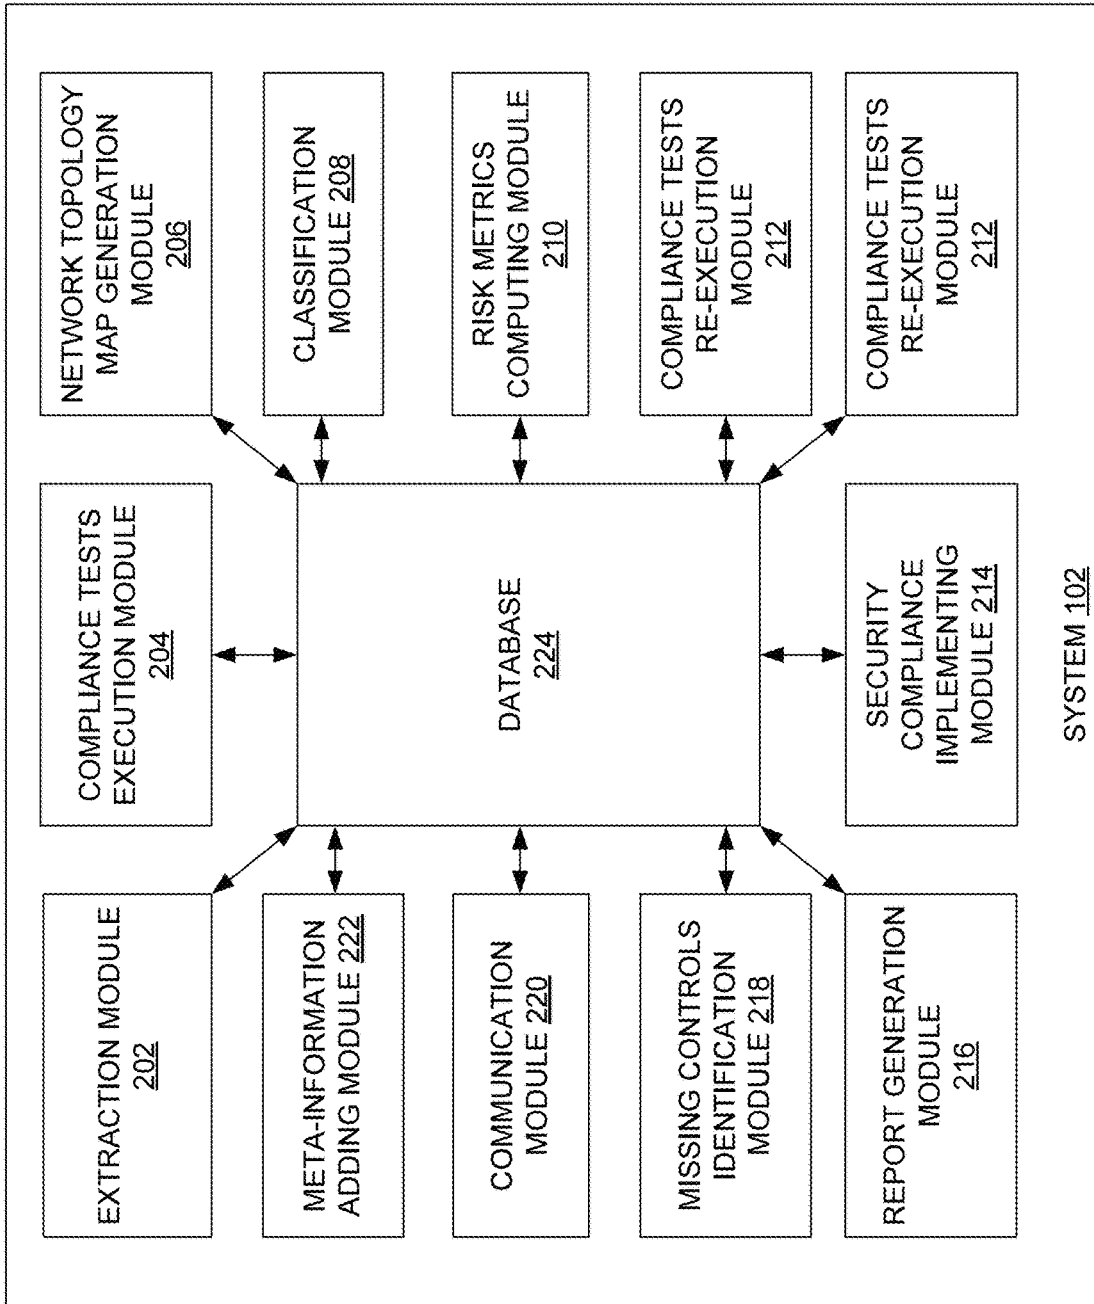 EXTRACTION MODULE
202
COMPLIANCE TESTS
EXECUTION MODULE
204
NETWORK TOPOLOGY
MAP GENERATION
MODULE
206
META-INFORMATION
ADDING MODULE 222
CLASSIFICATION
MODULE 208
COMMUNICATION
MODULE 220
DATABASE
224
RISK METRICS
COMPUTING MODULE
210
MISSING CONTROLS
IDENTIFICATION
MODULE 218
COMPLIANCE TESTS
RE-EXECUTION
MODULE
212
REPORT GENERATION
MODULE
216
SECURITY
COMPLIANCE
IMPLEMENTING
MODULE 214
COMPLIANCE TESTS
RE-EXECUTION
MODULE
212
SYSTEM 102